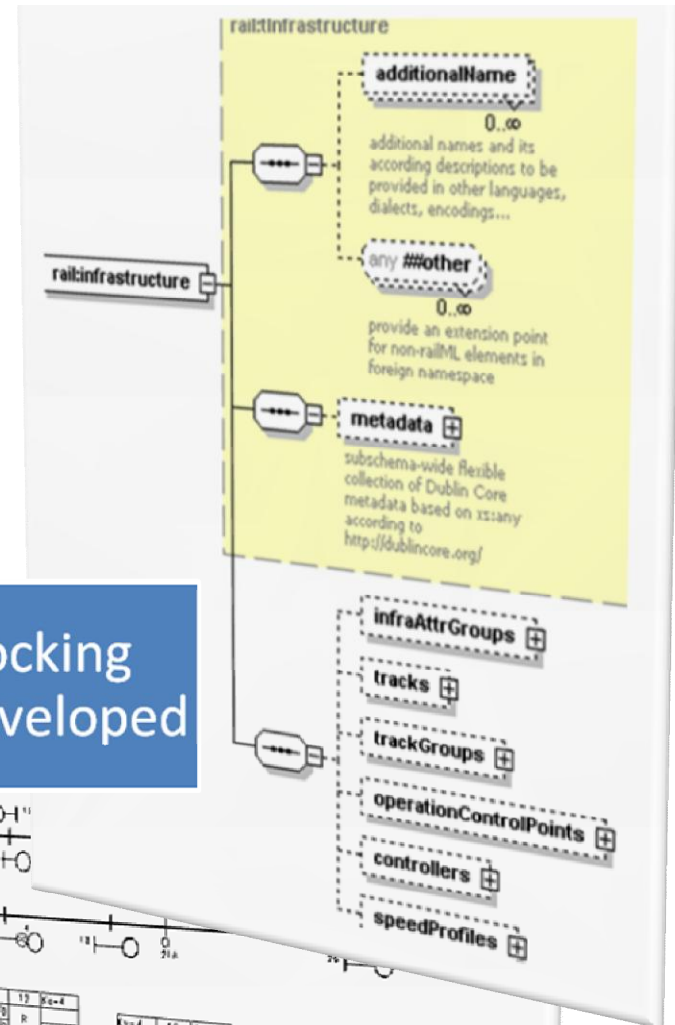 rail:tInfrastructure
additionalName
0..∞
additional names and its
according descriptions to be
provided in other languages,
dialects, encodings...
rail:infrastructure
any ##other
0..∞
provide an extension point
for non-railML elements in
foreign namespace
metadata
subschema-wide flexible
collection of Dublin Core
metadata based on xs:any
according to
http://dublincore.org/
infraAttrGroups
ocking
veloped
tracks
trackGroups
operationControlPoints
controllers
speedProfiles